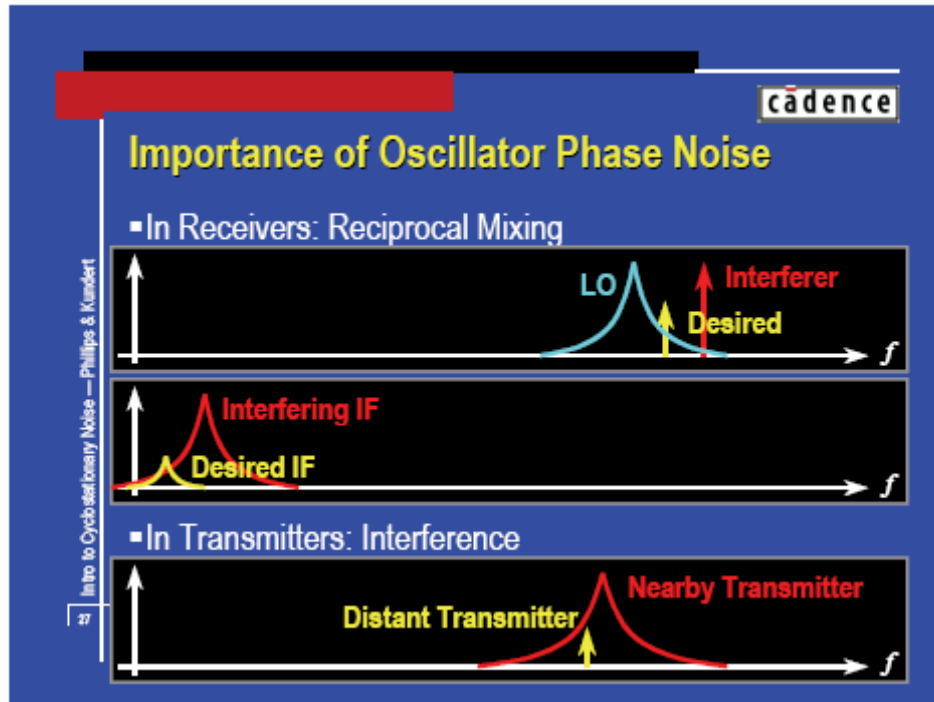 cādence
Importance of Oscillator Phase Noise
▪In Receivers: Reciprocal Mixing
LO
Interferer
Desired
f
Interfering IF
Desired IF
f
▪In Transmitters: Interference
Nearby Transmitter
Distant Transmitter
f
Intro to Cyclostationary Noise — Phillips & Kundert
27